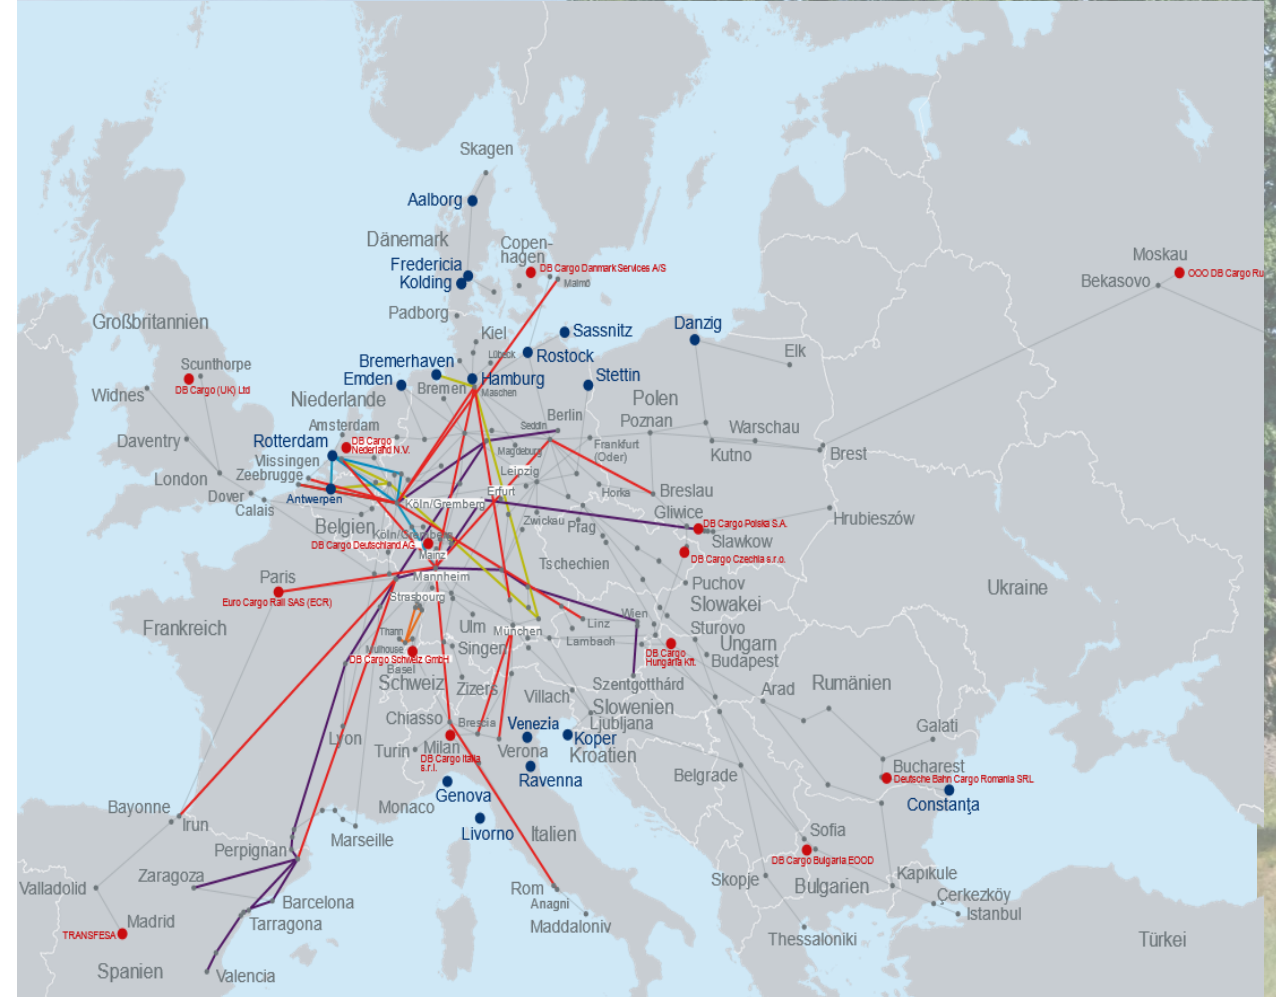 Skagen
Aalborg
Dänemark
Copen-
hagen
DB Cargo Danmark Services A/S
Malmö
Fredericia
Kolding
Padborg
Moskau
OOO DB Cargo Ru
Bekasovo
Großbritannien
Kiel
Sassnitz
Danzig
Lübeck
Rostock
Elk
Scunthorpe
DB Cargo (UK) Ltd
Widnes
Bremerhaven
Emden
Hamburg
Stettin
Bremen
Maschen
Niederlande
Polen
Berlin
Poznan
Amsterdam
Seddin
Warschau
Daventry
Rotterdam
DB Cargo
Nederland N.V.
Magdeburg
Frankfurt
(Oder)
Kutno
Brest
Vlissingen
Zeebrugge
London
Leipzig
Dover
Antwerpen
Erfurt
Horka
Breslau
Calais
Köln/Gremberg
Gliwice
Hrubieszów
Belgien
Zwickau
Prag
DB Cargo Polska S.A.
Köln/Gremberg
Slawkow
DB Cargo Deutschland AG
Mainz
DB Cargo Czechia s.r.o.
Tschechien
Paris
Mannheim
Puchov
Ukraine
Euro Cargo Rail SAS (ECR)
Strasbourg
Slowakei
Frankreich
Wien
Ulm
München
Linz
Sturovo
Thann
Lambach
Ungarn
Mulhouse
Singen
DB Cargo
Hungária Kft.
Budapest
DB Cargo Schweiz GmbH
Basel
Schweiz
Zizers
Szentgotthárd
Rumänien
Arad
Villach
Slowenien
Chiasso
Brescia
Venezia
Ljubljana
Galati
Lyon
Turin
Milan
DB Cargo Italia
s.r.l.
Verona
Koper
Kroatien
Ravenna
Belgrade
Bucharest
Deutsche Bahn Cargo Romania SRL
Genova
Constanţa
Bayonne
Irun
Monaco
Livorno
Italien
Marseille
Sofia
Perpignan
DB Cargo Bulgaria EOOD
Zaragoza
Valladolid
Rom
Anagni
Skopje
Bulgarien
Kapıkule
Barcelona
Çerkezköy
Madrid
Tarragona
Maddaloniv
Istanbul
TRANSFESA
Thessaloniki
Türkei
Spanien
Valencia